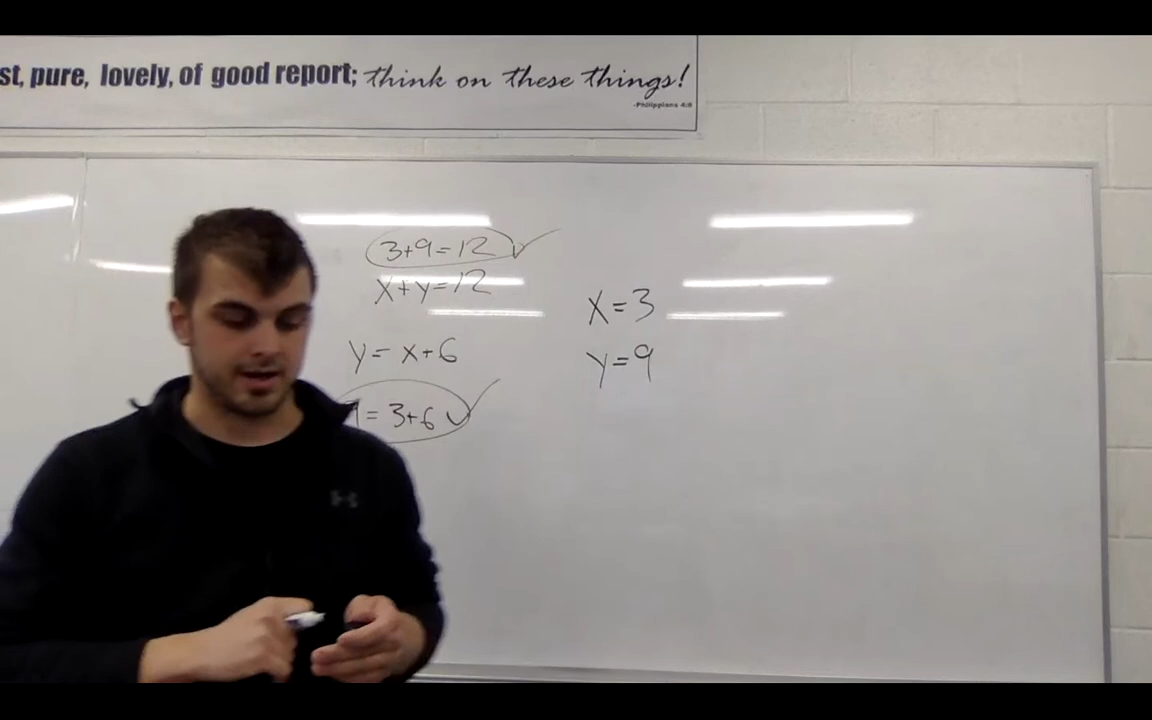 st, pure, lovely, of good report; think on these things!
-Philippians 4:8
3+9=12 ✓
x+y=12
y=x+6
= 3+6 ✓
x=3
y=9